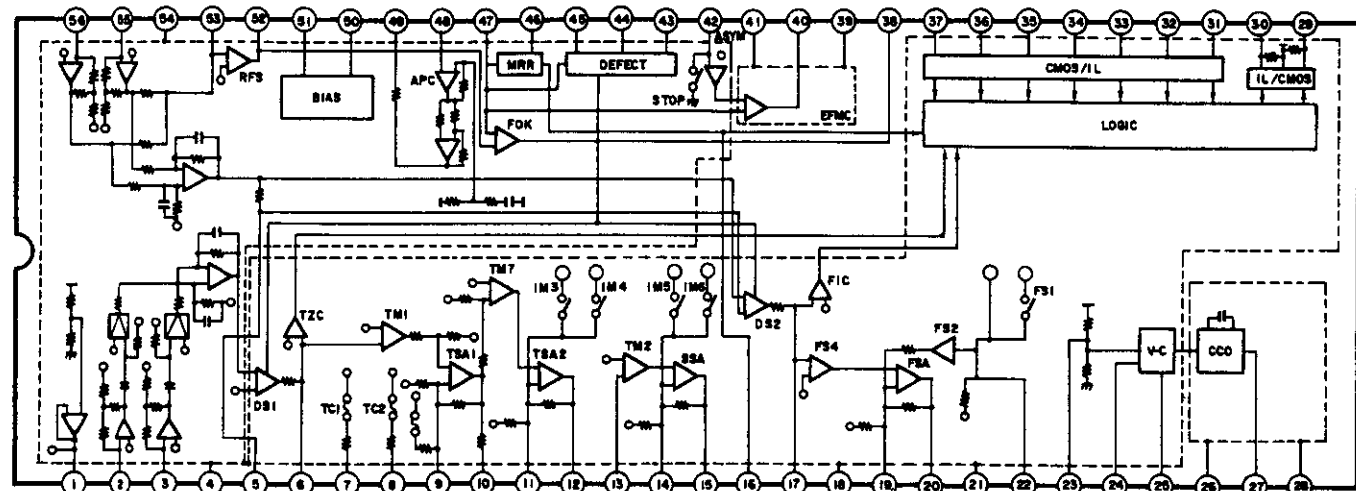 56 55 54 53 52 51 50 49 48 47 46 45 44 43 42 41 40 39 38 37 36 35 34 33 32 31 30 29
ASYM
RFS
MRR
DEFECT
APC
CMOS/IL
IL/CMOS
BIAS
STOP
EFMC
FOK
LOGIC
TM7
IM3
IM4
IM5
IM6
FIC
FS1
TZC
TM1
DS2
FS2
TSA1
TSA2
TM2
SSA
FS4
FSA
V-C
CCO
DS1
TC1
TC2
1 2 3 4 5 6 7 8 9 10 11 12 13 14 15 16 17 18 19 20 21 22 23 24 25 26 27 28